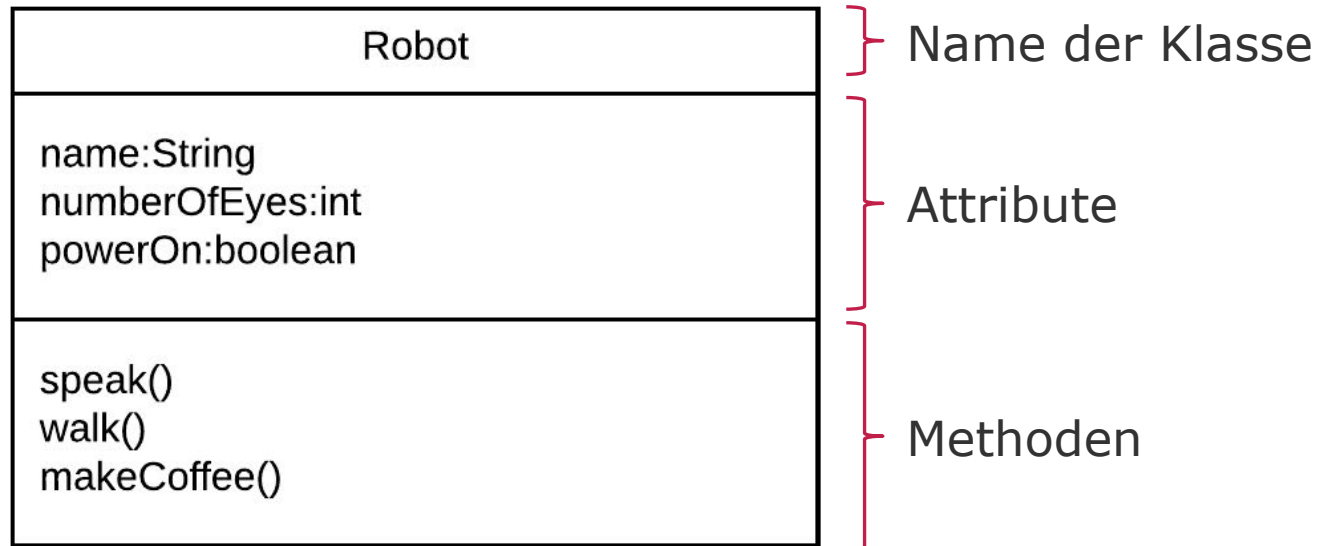 Robot
Name der Klasse
name:String
numberOfEyes:int
powerOn:boolean
Attribute
speak()
walk()
makeCoffee()
Methoden